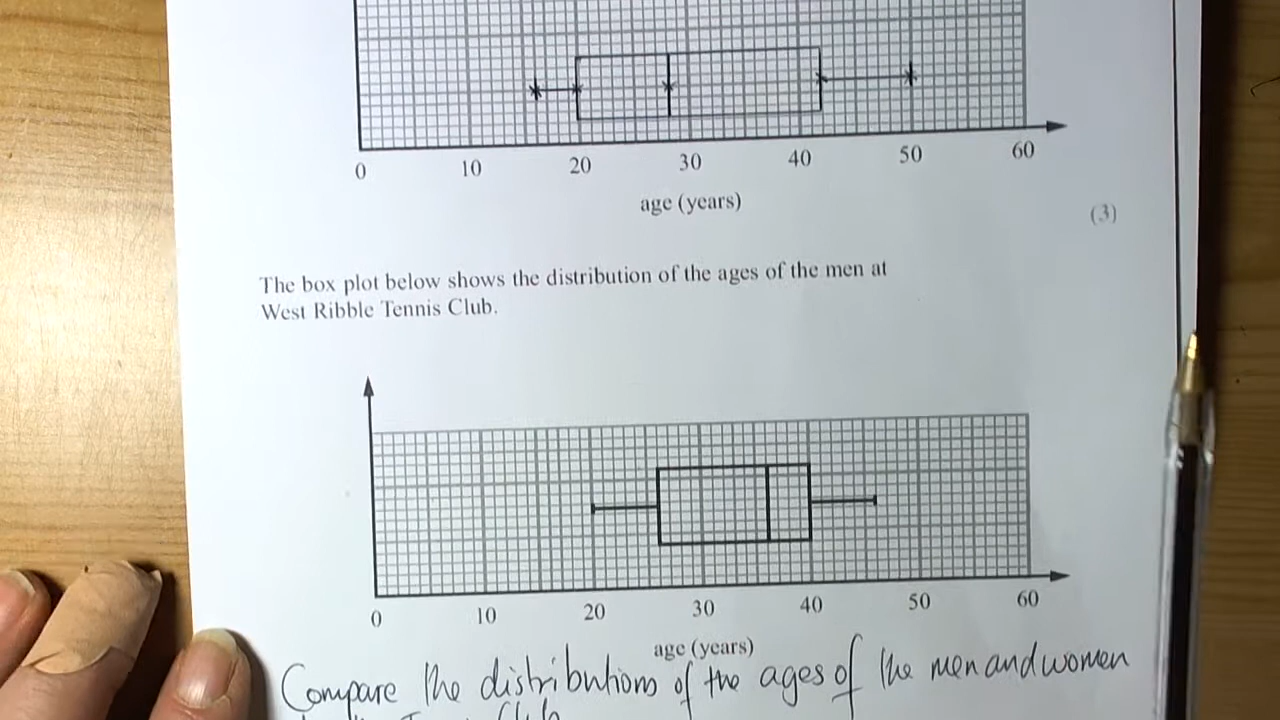 0 10 20 30 40 50 60
age (years)
(3)
The box plot below shows the distribution of the ages of the men at
West Ribble Tennis Club.
0 10 20 30 40 50 60
age (years)
Compare the distributions of the ages of the men and women
Club